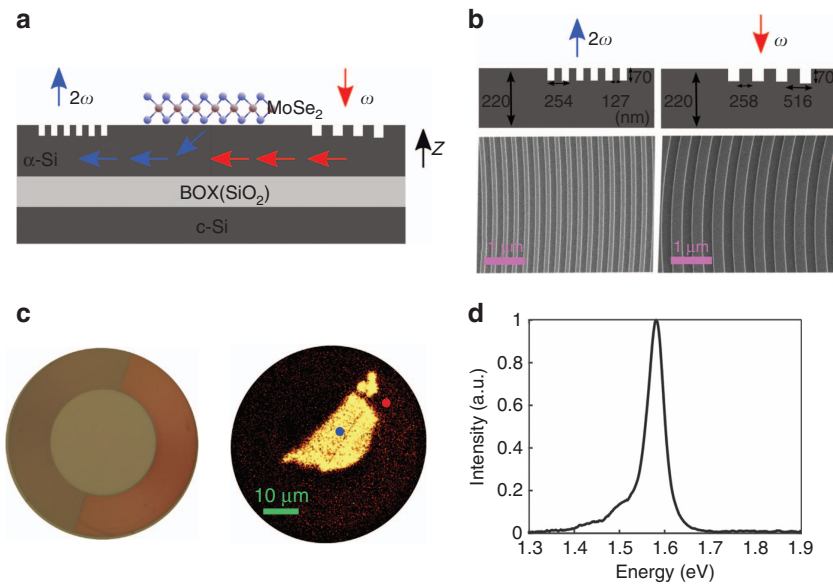 a
2ω
MoSe2
ω
α-Si
Z
BOX(SiO2)
c-Si
b
2ω
ω
220
254
127
(nm)
70
220
258
516
70
1 μm
1 μm
c
10 μm
d
Intensity (a.u.)
1
0.8
0.6
0.4
0.2
0
1.3 1.4 1.5 1.6 1.7 1.8 1.9
Energy (eV)